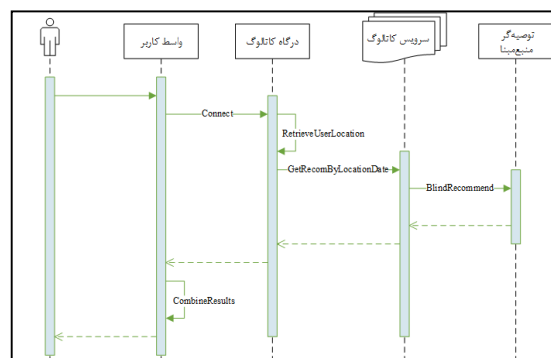 واسط کاربر
درگاه کاتالوگ
سرویس کاتالوگ
توصیه‌گر
منبع‌مبنا
Connect
RetrieveUserLocation
GetRecomByLocationDate
BlindRecommend
CombineResults